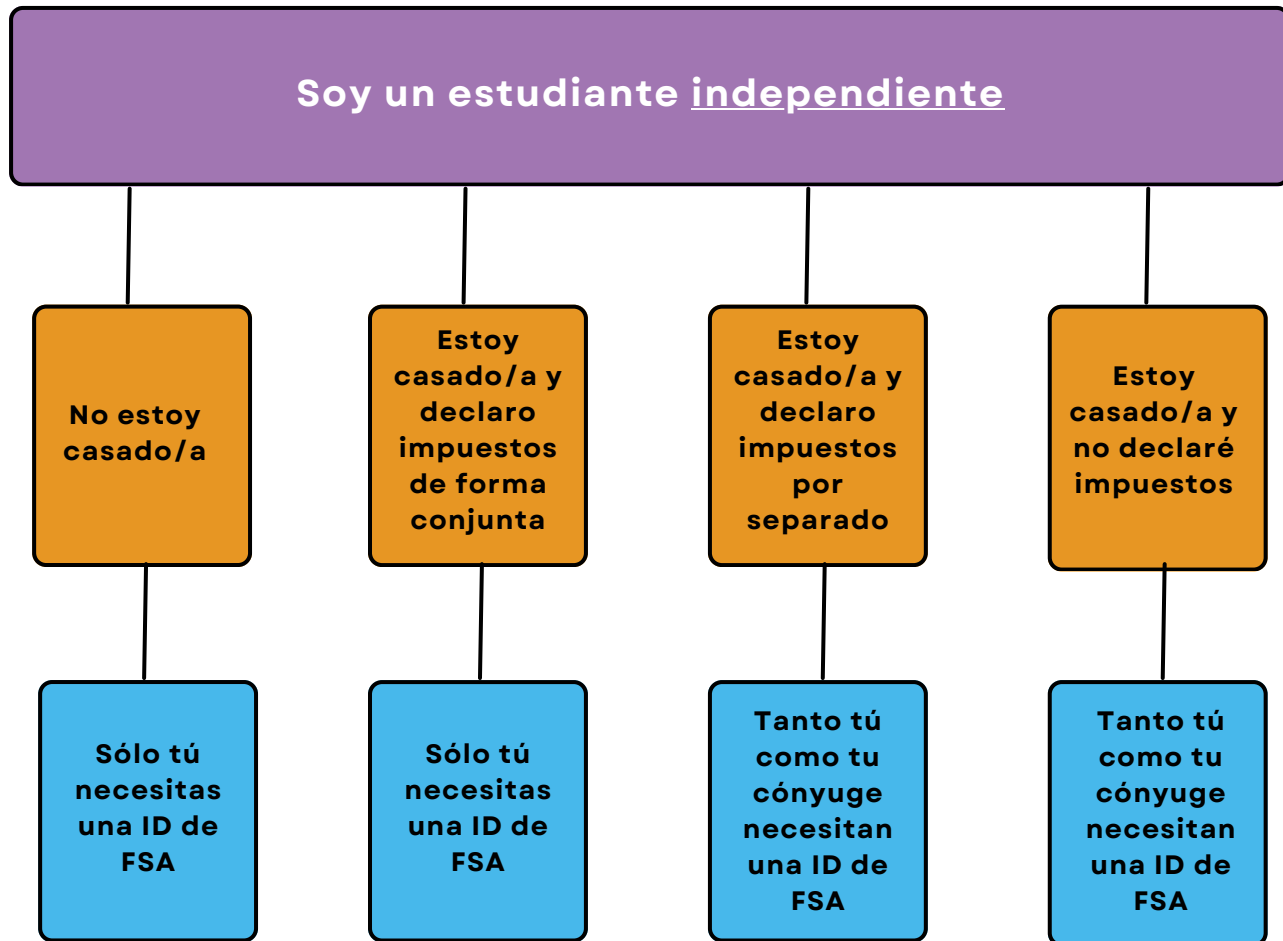 Soy un estudiante independiente
No estoy
casado/a
Estoy
casado/a y
declaro
impuestos
de forma
conjunta
Estoy
casado/a y
declaro
impuestos
por
separado
Estoy
casado/a y
no declaré
impuestos
Sólo tú
necesitas
una ID de
FSA
Sólo tú
necesitas
una ID de
FSA
Tanto tú
como tu
cónyuge
necesitan
una ID de
FSA
Tanto tú
como tu
cónyuge
necesitan
una ID de
FSA